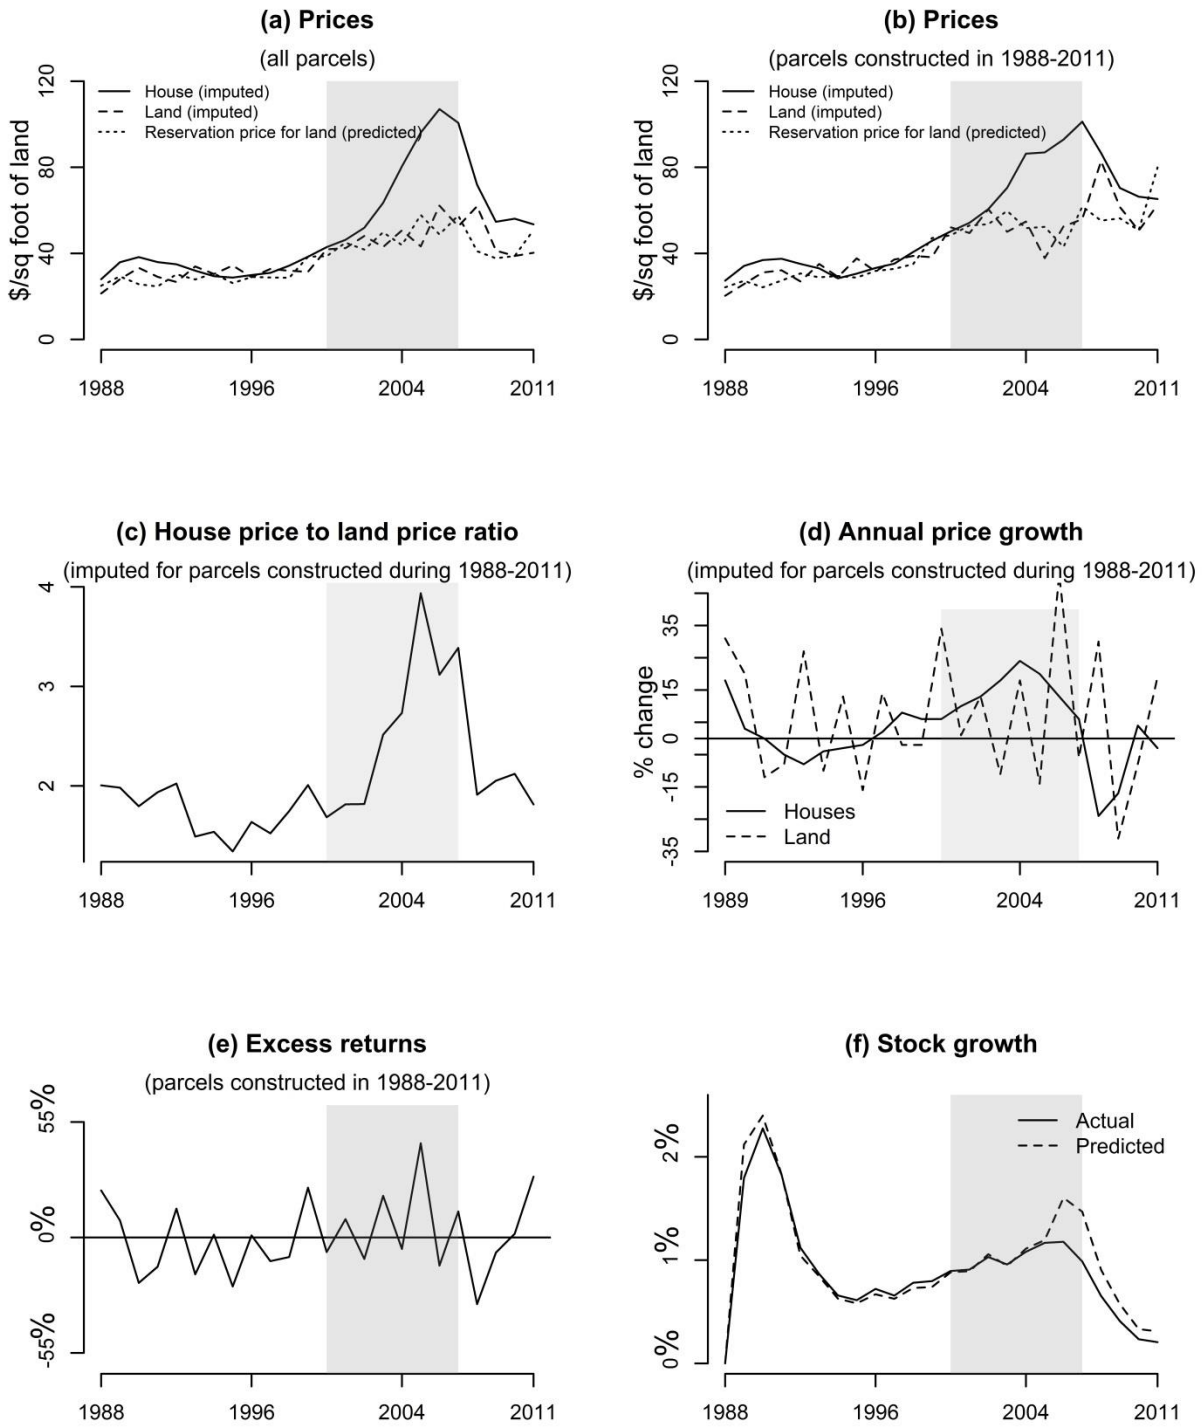 (a) Prices
(all parcels)
House (imputed)
Land (imputed)
Reservation price for land (predicted)
$/sq foot of land
120
80
40
0
1988 1996 2004 2011
(b) Prices
(parcels constructed in 1988-2011)
House (imputed)
Land (imputed)
Reservation price for land (predicted)
$/sq foot of land
120
80
40
0
1988 1996 2004 2011
(c) House price to land price ratio
(imputed for parcels constructed during 1988-2011)
4
3
2
1988 1996 2004 2011
(d) Annual price growth
(imputed for parcels constructed during 1988-2011)
% change
35
15
0
-15
-35
Houses
Land
1989 1996 2004 2011
(e) Excess returns
(parcels constructed in 1988-2011)
55%
0%
-55%
1988 1996 2004 2011
(f) Stock growth
Actual
Predicted
2%
1%
0%
1988 1996 2004 2011